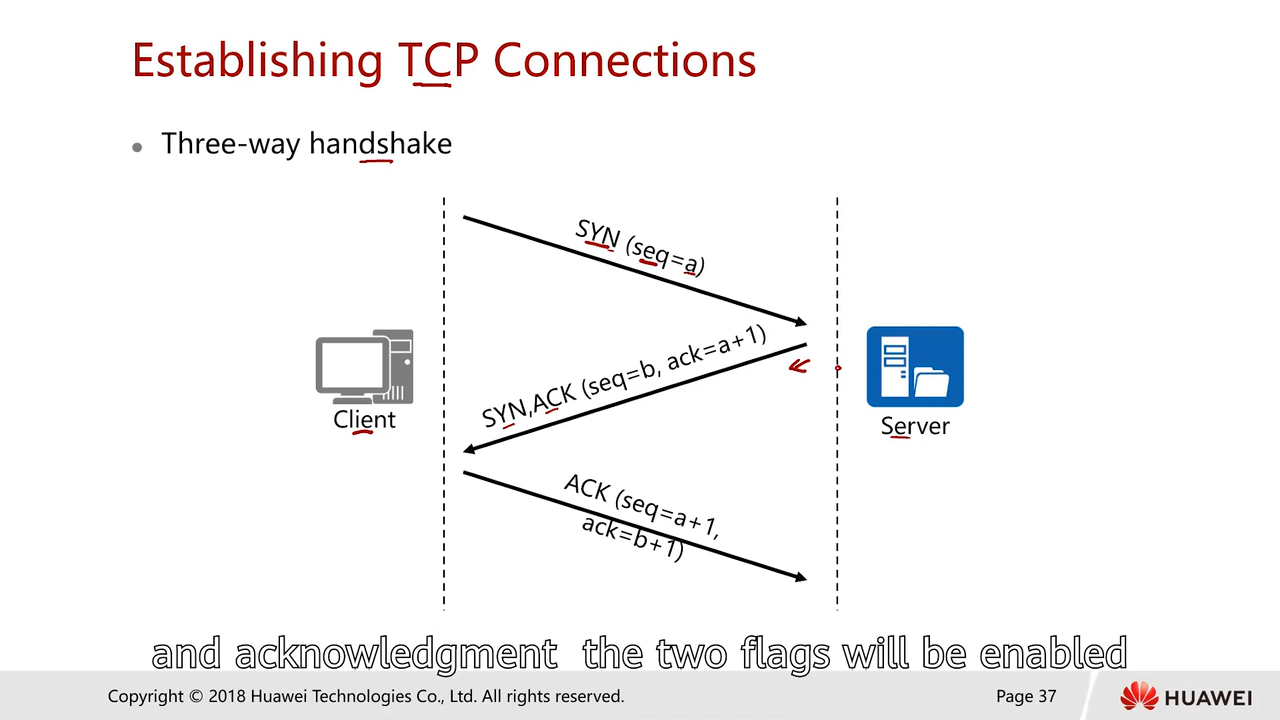 Establishing TCP Connections
• Three-way handshake
SYN (seq=a)
SYN,ACK (seq=b, ack=a+1)
Client
Server
ACK (seq=a+1,
ack=b+1)
and acknowledgment the two flags will be enabled
Copyright © 2018 Huawei Technologies Co., Ltd. All rights reserved.
Page 37
HUAWEI